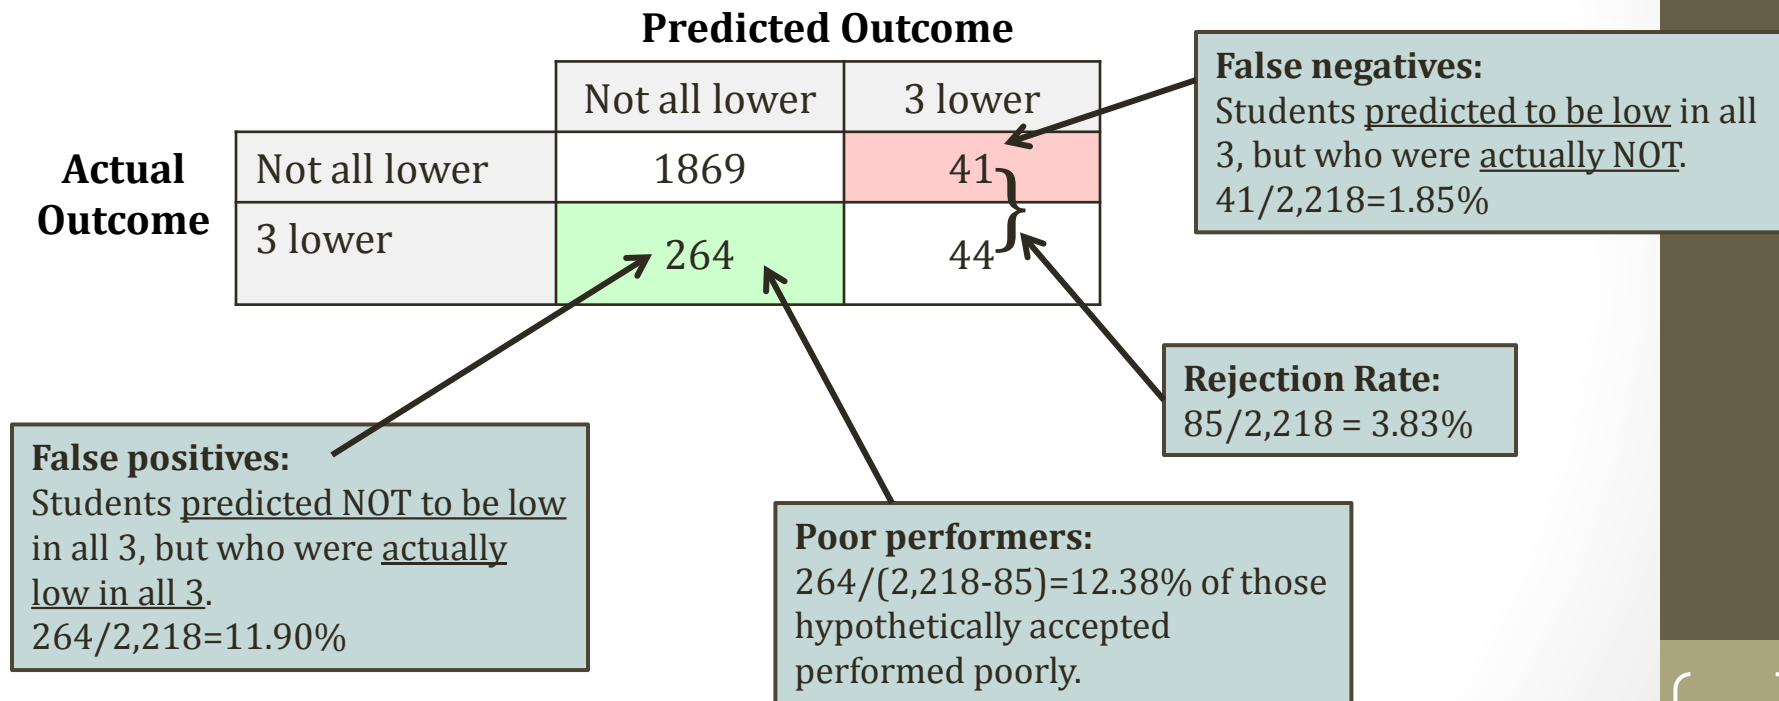 Predicted Outcome
Not all lower
3 lower
Actual
Outcome
Not all lower
1869
41
3 lower
264
44
}
False negatives:
Students predicted to be low in all
3, but who were actually NOT.
41/2,218=1.85%
Rejection Rate:
85/2,218 = 3.83%
False positives:
Students predicted NOT to be low
in all 3, but who were actually
low in all 3.
264/2,218=11.90%
Poor performers:
264/(2,218-85)=12.38% of those
hypothetically accepted
performed poorly.